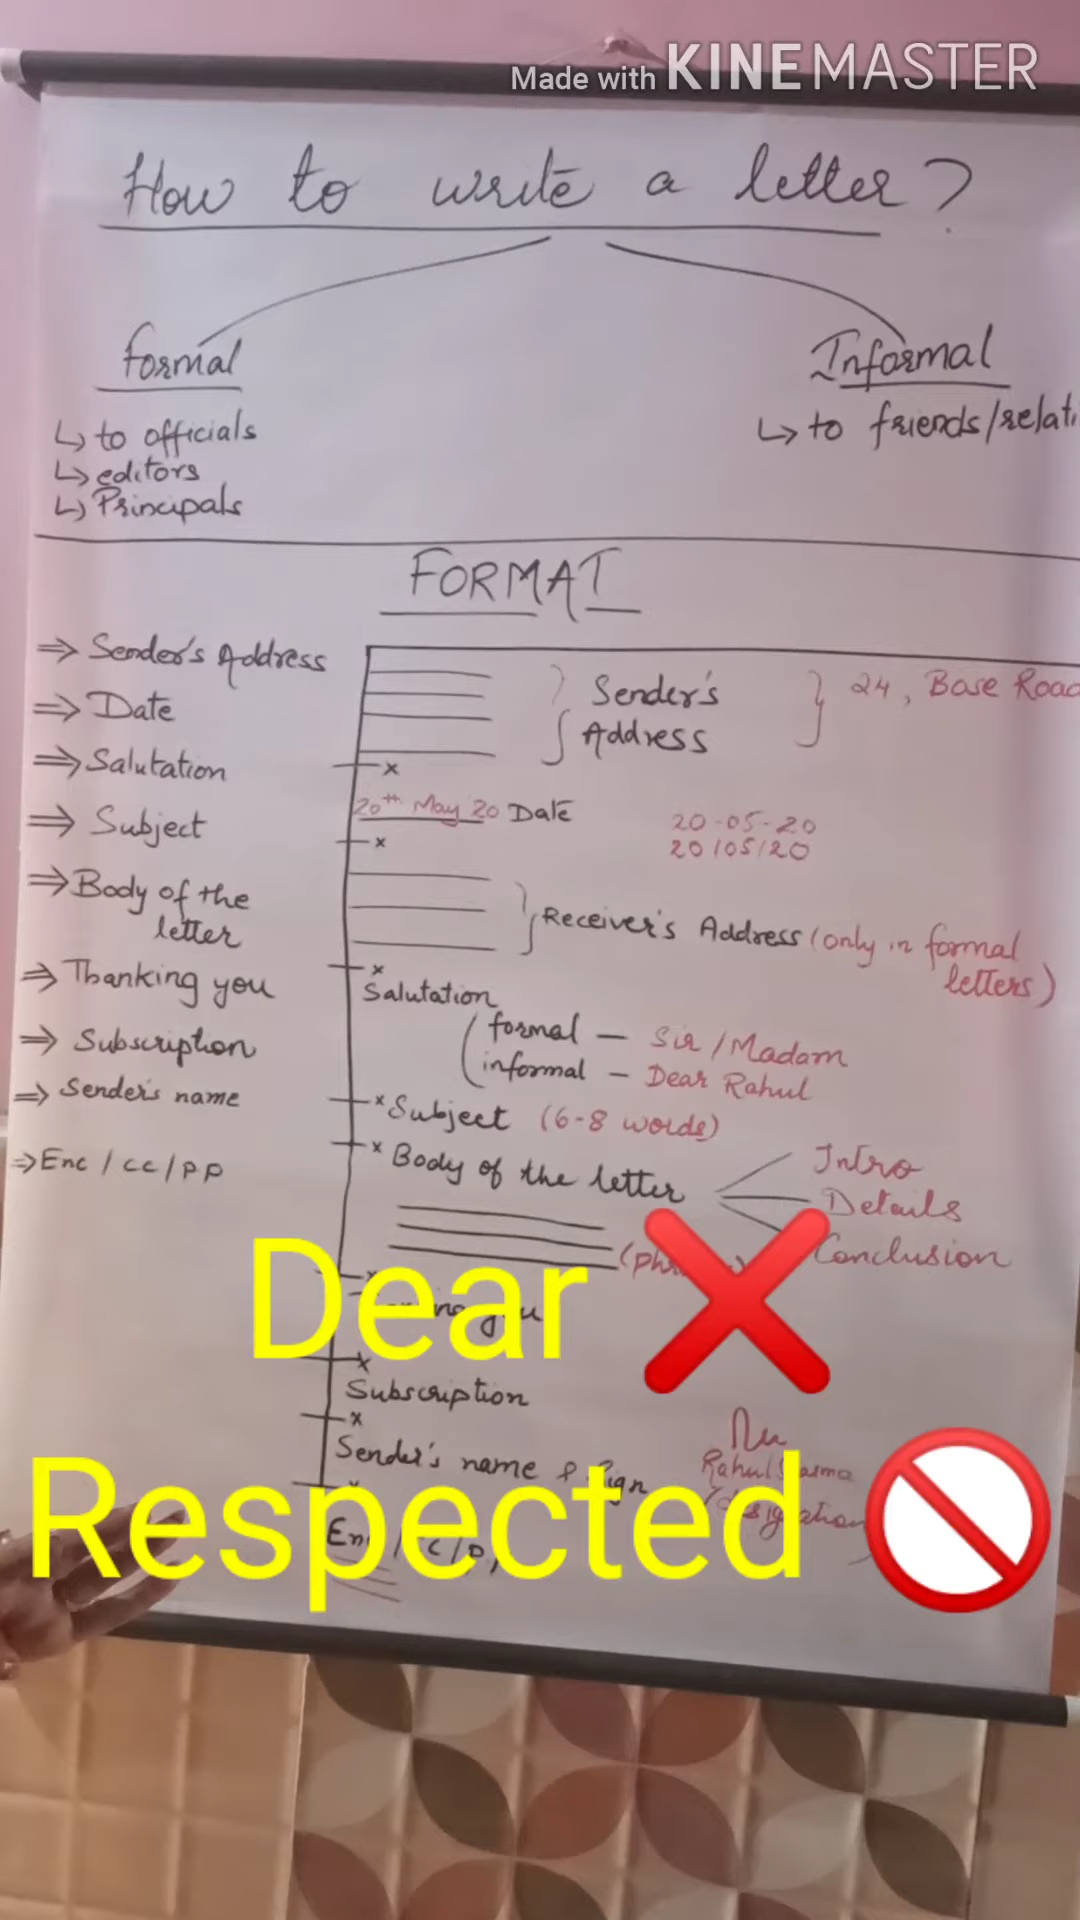 Made with KINEMASTER
How to write a letter?
Formal
Informal
↳ to officials
↳ editors
↳ Principals
↳ to friends/relati
FORMAT
⇒ Sender's Address
⇒ Date
⇒ Salutation
⇒ Subject
⇒ Body of the
letter
⇒ Thanking you
⇒ Subscription
⇒ Sender's name
⇒ Enc / CC / PP
Sender's
Address
24, Base Road
20th May 20 Date
20-05-20
20/05/20
Receiver's Address (only in formal
letters)
Salutation
formal — Sir/Madam
informal — Dear Rahul
Subject (6-8 words)
Body of the letter
Intro
Details
Conclusion
you
Dear ❌
Subscription
Sender's name & Sign
Rahul
Respected 🚫